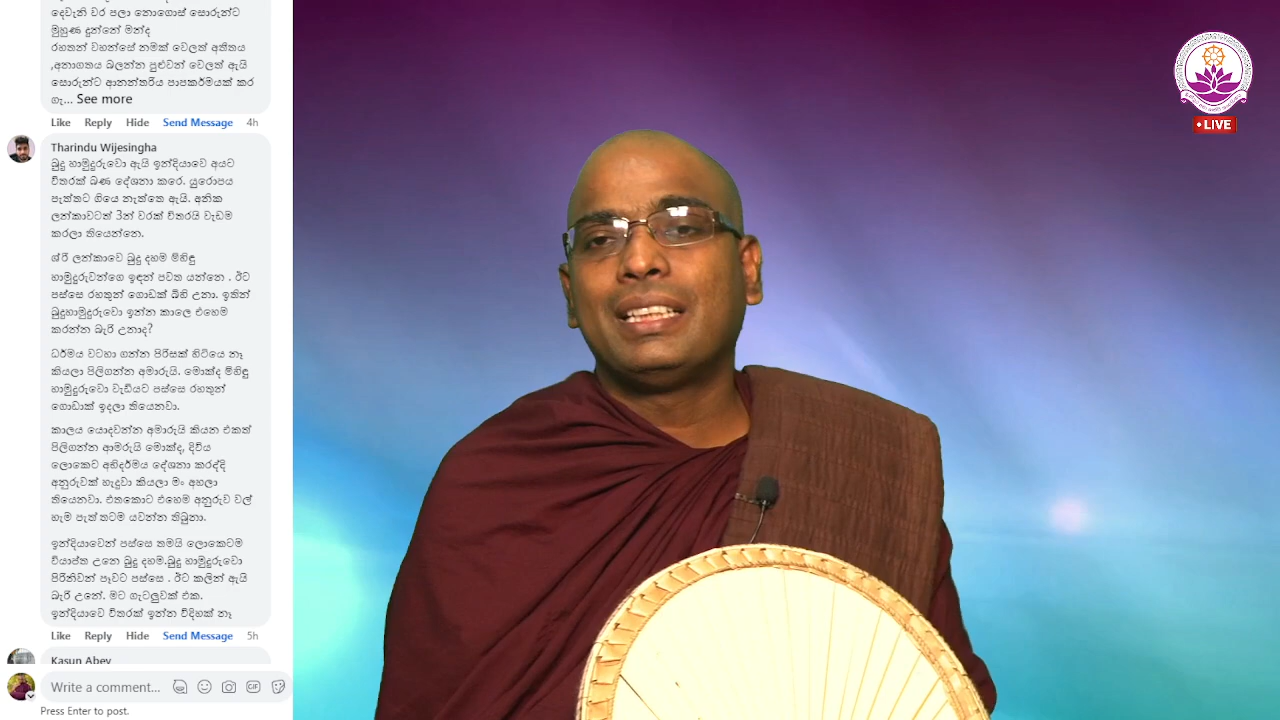 දෙවැනි වර පලා නොගොස් සොරුන්ට
මුහුණ දුන්නේ මන්ද
රහතන් වහන්සේ නමක් වෙලත් අතීතය
,අනාගතය බලන්න පුළුවන් වෙලත් ඇයි
සොරුන්ට ආනන්තරීය පාපකර්මයක් කර
ගැ... See more
Like Reply Hide Send Message 4h
Tharindu Wijesingha
බුදු හාමුදුරුවො ඇයි ඉන්දියාවෙ අයට
විතරක් බණ දේශනා කරේ. යුරොපය
පැත්තට ගියෙ නැත්තෙ ඇයි. අනික
ලන්කාවටත් 3න් වරක් විතරයි වැඩම
කරලා තියෙන්නෙ.
ශ්රී ලන්කාවෙ බුදු දහම මිහිඳු
හාමුදුරුවන්ගෙ ඉඳන් පවත යන්නෙ . ඊට
පස්සෙ රහතුන් ගොඩක් බිහි උනා. ඉතින්
බුදුහාමුදුරුවො ඉන්න කාලෙ එහෙම
කරන්න බැරි උනාද?
ධර්මය වටහා ගන්න පිරිසක් හිටියෙ නෑ
කියලා පිලිගන්න අමාරුයි. මොක්ද මිහිඳු
හාමුදුරුවො වැඩියට පස්සෙ රහතුන්
ගොඩාක් ඉදලා තියෙනවා.
කාලය යොදවන්න අමාරුයි කියන එකත්
පිලිගන්න ආමරුයි මොක්ද, දිව්ය
ලොකෙට අභිදර්මය දේශනා කරද්දි
අනුරුවක් හැදුවා කියලා මං අහලා
තියෙනවා. එතකොට එහෙම අනුරුව වල්
හැම පැත්තටම යවන්න තිබුනා.
ඉන්දියාවෙන් පස්සෙ තමයි ලොකෙටම
ව්යාප්ත උනෙ බුදු දහම.බුදු හාමුදුරුවො
පිරිනිවන් පෑවට පස්සෙ . ඊට කලින් ඇයි
බැරි උනේ. මට ගැටලුවක් එක.
ඉන්දියාවෙ විතරක් ඉන්න විදිහක් නෑ
Like Reply Hide Send Message 5h
Kasun Abey
Write a comment...
GIF
Press Enter to post.
LIVE